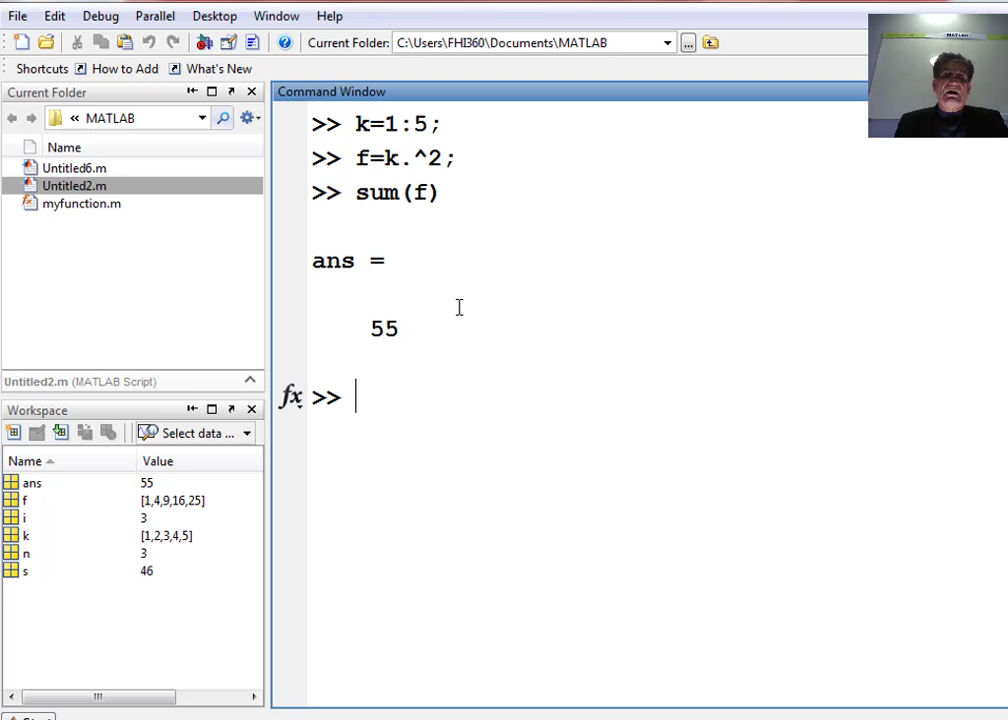 File Edit Debug Parallel Desktop Window Help
Current Folder: C:\Users\FHI360\Documents\MATLAB ...
Shortcuts How to Add What's New
Current Folder
« MATLAB
Name
Untitled6.m
Untitled2.m
myfunction.m
Untitled2.m (MATLAB Script)
Workspace
Select data ...
Name Value
ans 55
f [1,4,9,16,25]
i 3
k [1,2,3,4,5]
n 3
s 46
Command Window
>> k=1:5;
>> f=k.^2;
>> sum(f)
ans =
55
fx >>
MATLAB